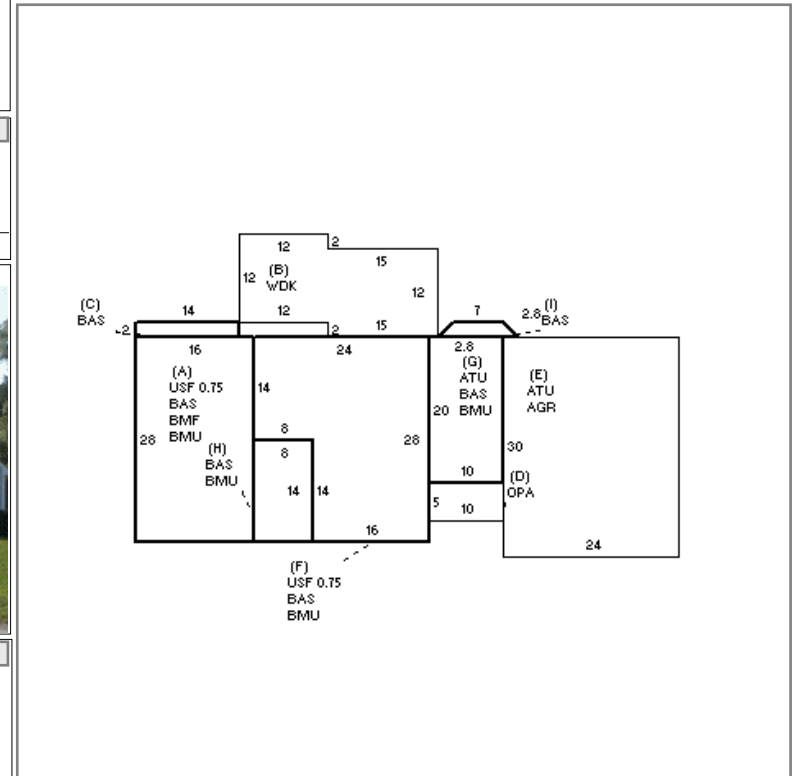 12
2
15
12
(B)
WDK
12
(C)
BAS
14
12
15
7
2.8
(I)
BAS
2
2
16
24
2.8
(A)
USF 0.75
BAS
BMF
BMU
14
(G)
ATU
BAS
BMU
(E)
ATU
AGR
20
8
28
28
30
(H)
BAS
BMU
8
10
(D)
OPA
14
14
5
10
16
24
(F)
USF 0.75
BAS
BMU